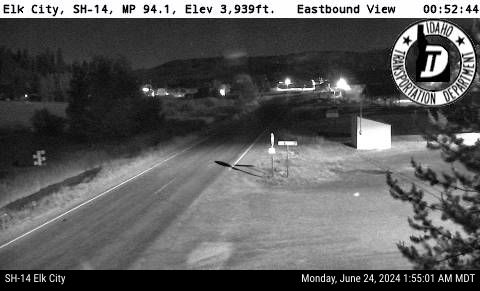 Elk City, SH-14, MP 94.1, Elev 3,939ft. Eastbound View 00:52:44
IDAHO
TRANSPORTATION DEPARTMENT
SH-14 Elk City Monday, June 24, 2024 1:55:01 AM MDT